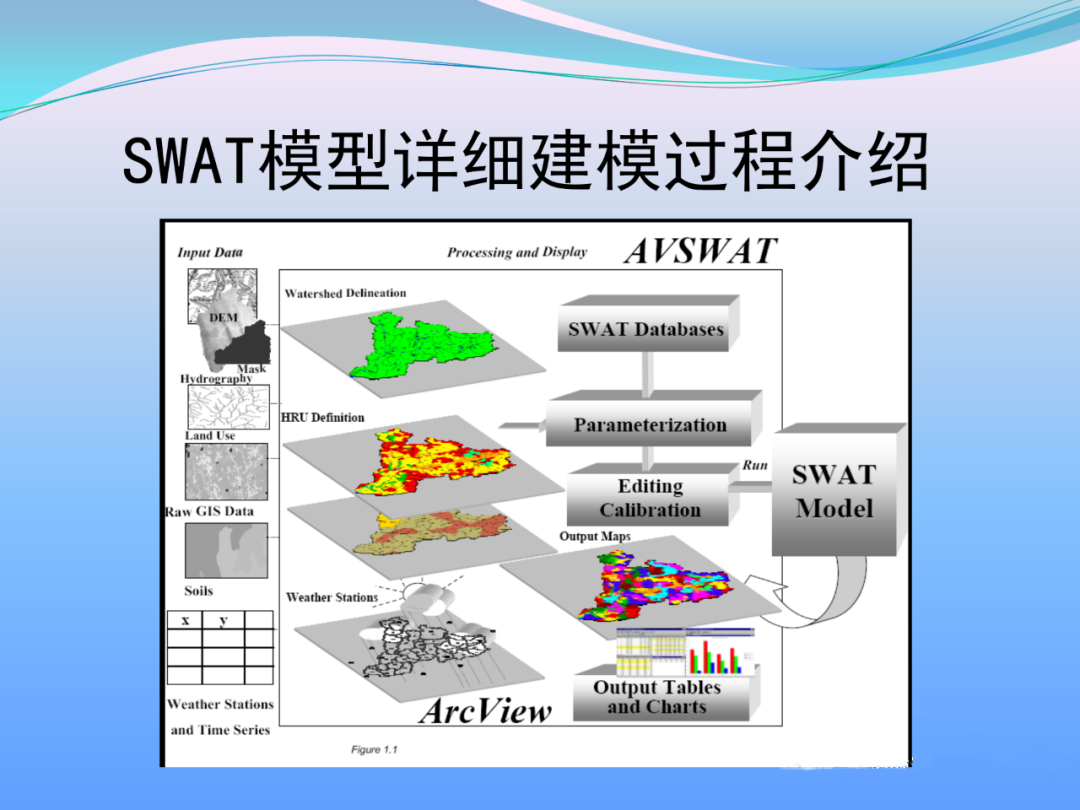 SWAT模型详细建模过程介绍
Input Data
Processing and Display
AVSWAT
DEM
Mask
Hydrography
Land Use
Raw GIS Data
Soils
x y
Weather Stations
and Time Series
Watershed Delineation
HRU Definition
Weather Stations
ArcView
SWAT Databases
Parameterization
Editing
Calibration
Run
SWAT
Model
Output Maps
Output Tables
and Charts
Figure 1.1